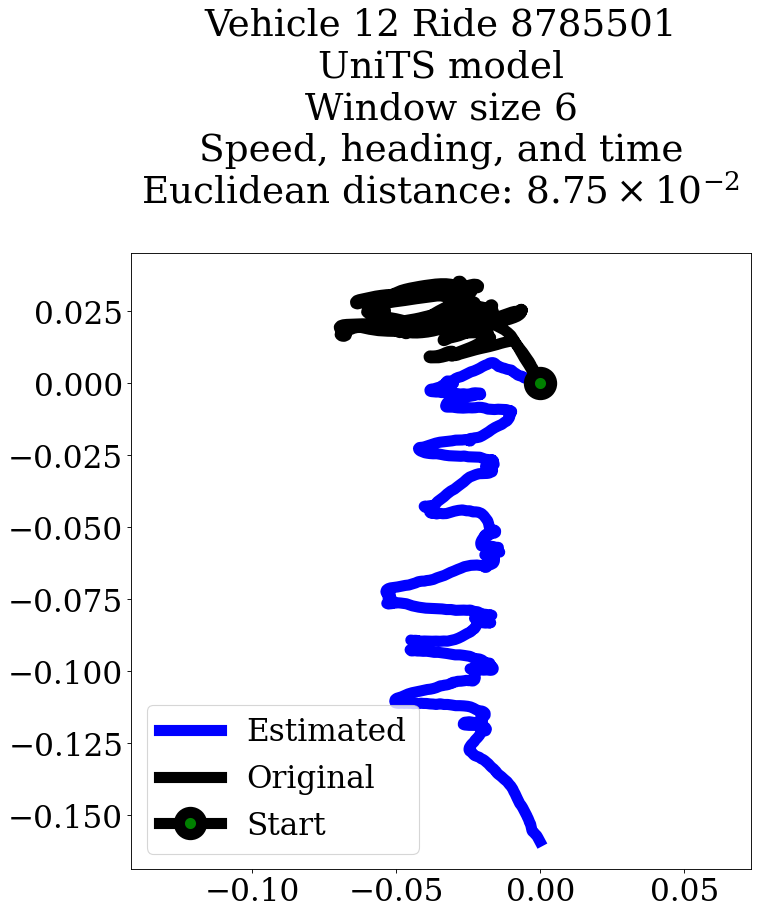 Vehicle 12 Ride 8785501
UniTS model
Window size 6
Speed, heading, and time
Euclidean distance: 8.75 × 10⁻²
0.025
0.000
−0.025
−0.050
−0.075
−0.100
−0.125
−0.150
Estimated
Original
Start
−0.10 −0.05 0.00 0.05